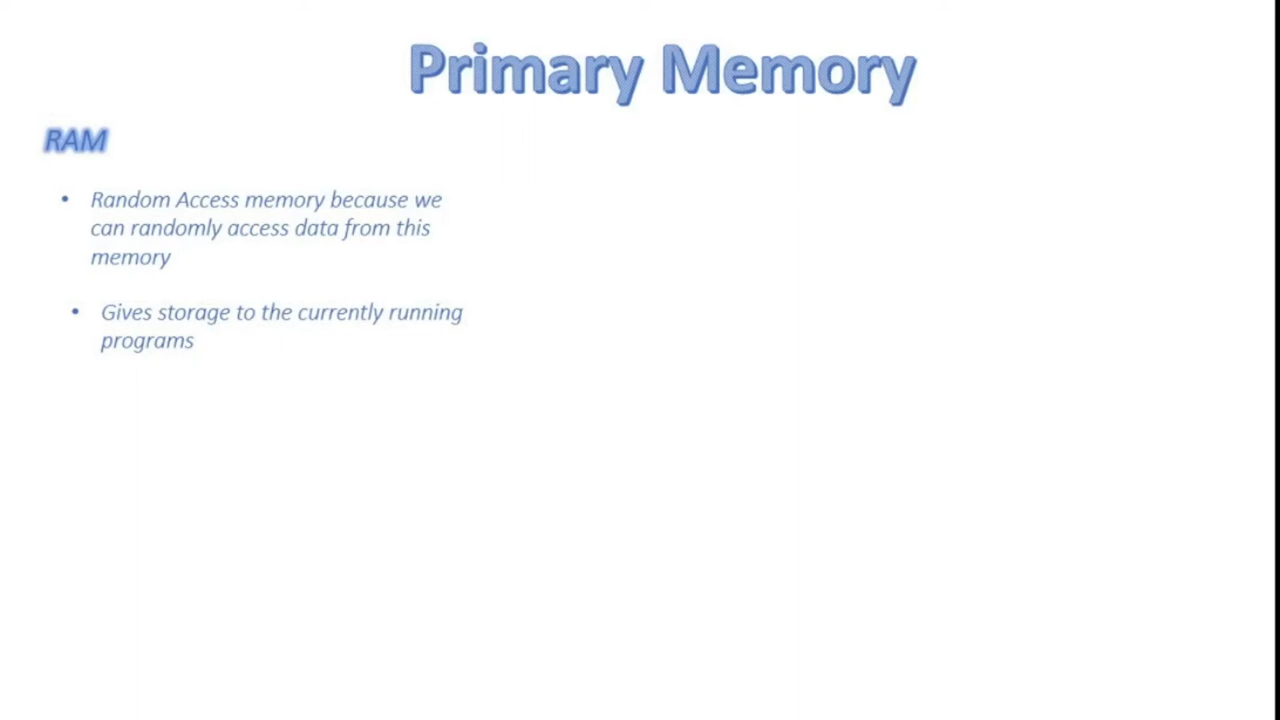 Primary Memory
RAM
• Random Access memory because we
can randomly access data from this
memory
• Gives storage to the currently running
programs